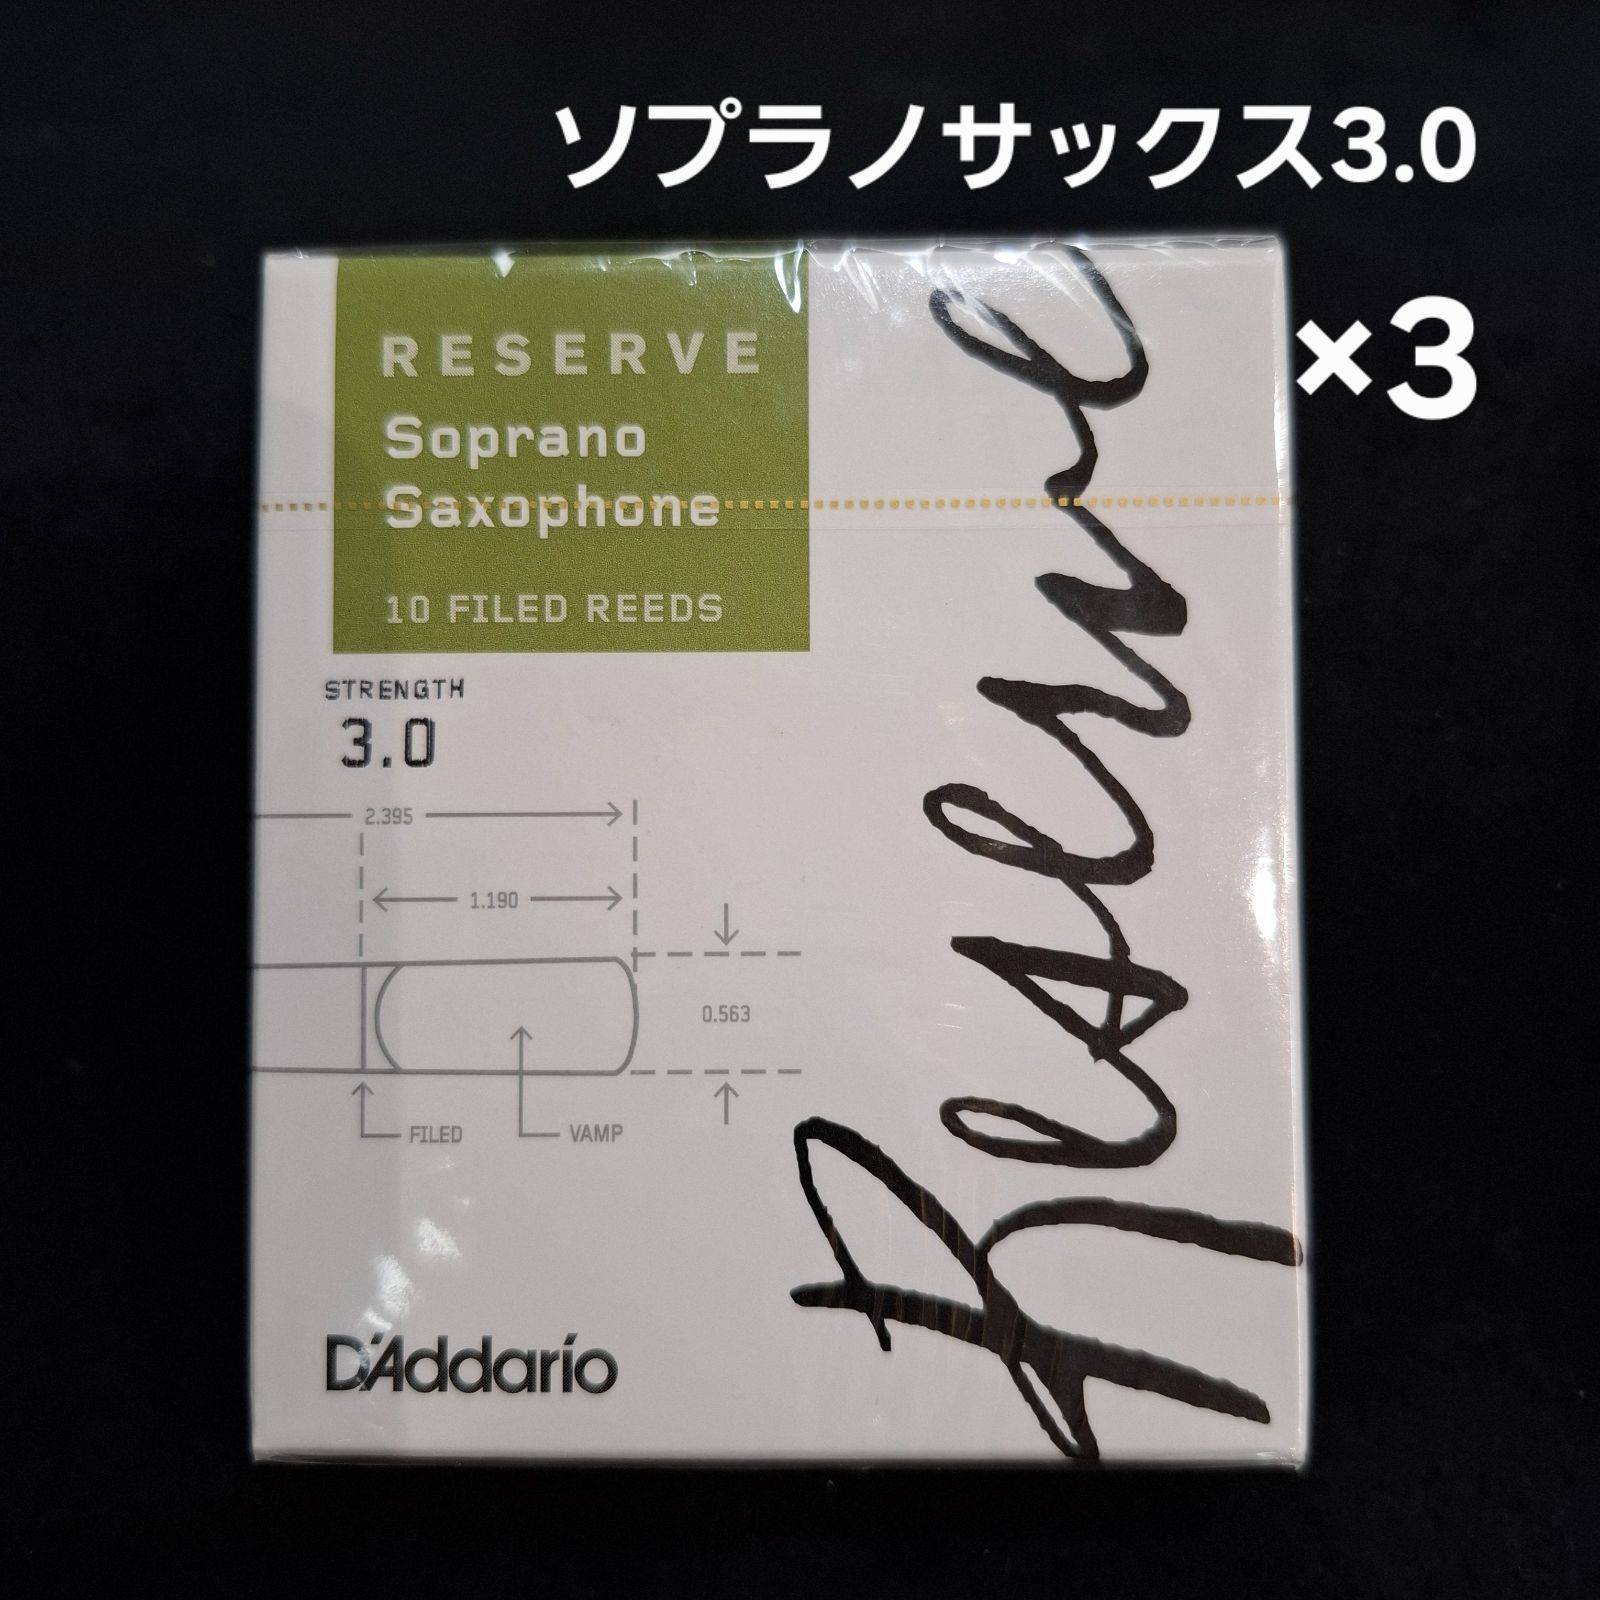 ソプラノサックス3.0
×3
RESERVE
Soprano
Saxophone
10 FILED REEDS
STRENGTH
3.0
2.395
1.190
0.563
FILED
VAMP
D'Addario
Reserve